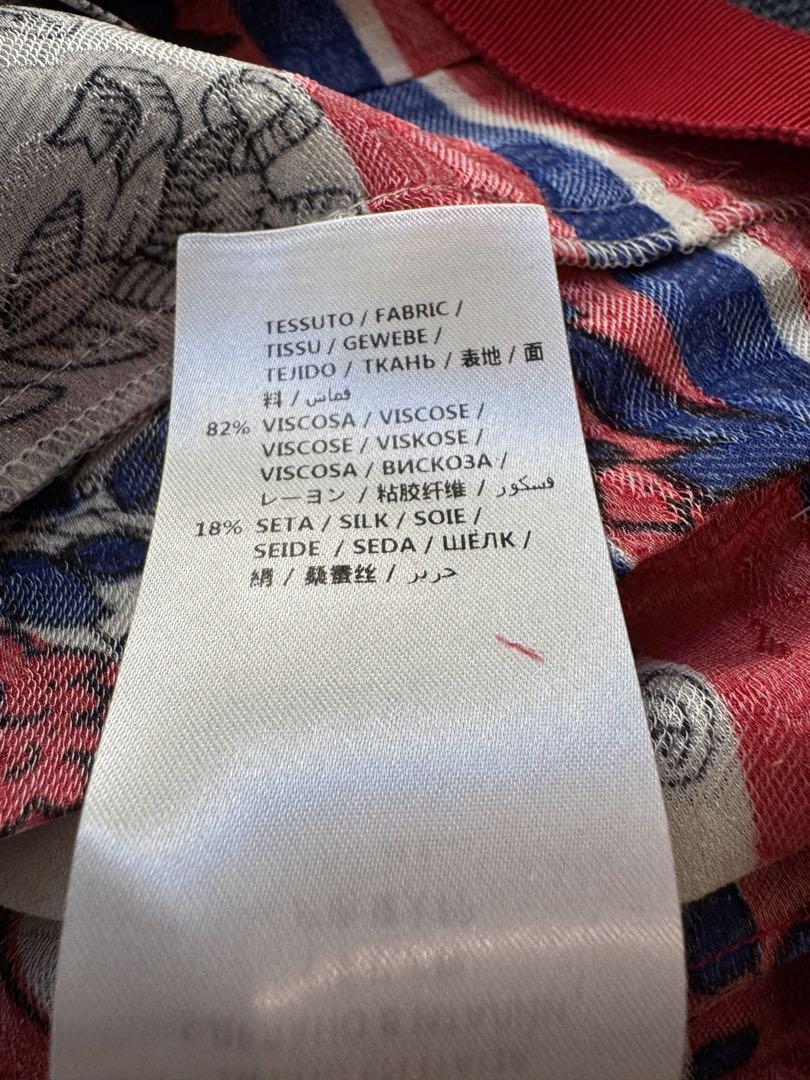 TESSUTO / FABRIC /
TISSU / GEWEBE /
TEJIDO / ТКАНЬ / 表地 / 面
料 / قماش
82% VISCOSA / VISCOSE /
VISCOSE / VISKOSE /
VISCOSA / ВИСКОЗА /
レーヨン / 粘胶纤维 / فسكور
18% SETA / SILK / SOIE /
SEIDE / SEDA / ШЁЛК /
絹 / 桑蚕丝 / حرير